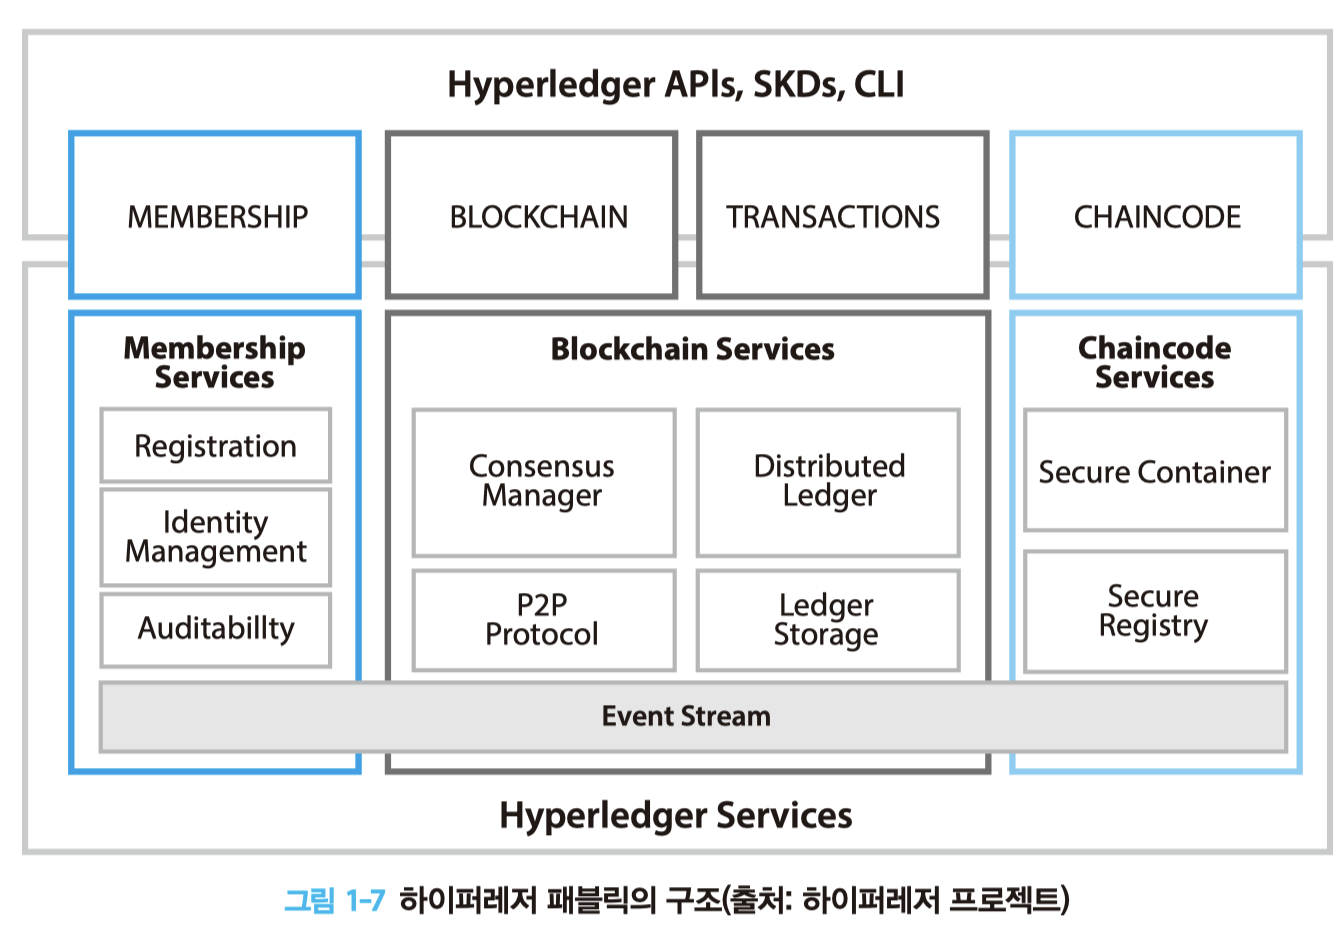 Hyperledger APls, SKDs, CLI
MEMBERSHIP
BLOCKCHAIN
TRANSACTIONS
CHAINCODE
Membership
Services
Registration
Identity
Management
Auditabillty
Blockchain Services
Consensus
Manager
Distributed
Ledger
P2P
Protocol
Ledger
Storage
Chaincode
Services
Secure Container
Secure
Registry
Event Stream
Hyperledger Services
그림 1-7 하이퍼레저 패블릭의 구조(출처: 하이퍼레저 프로젝트)